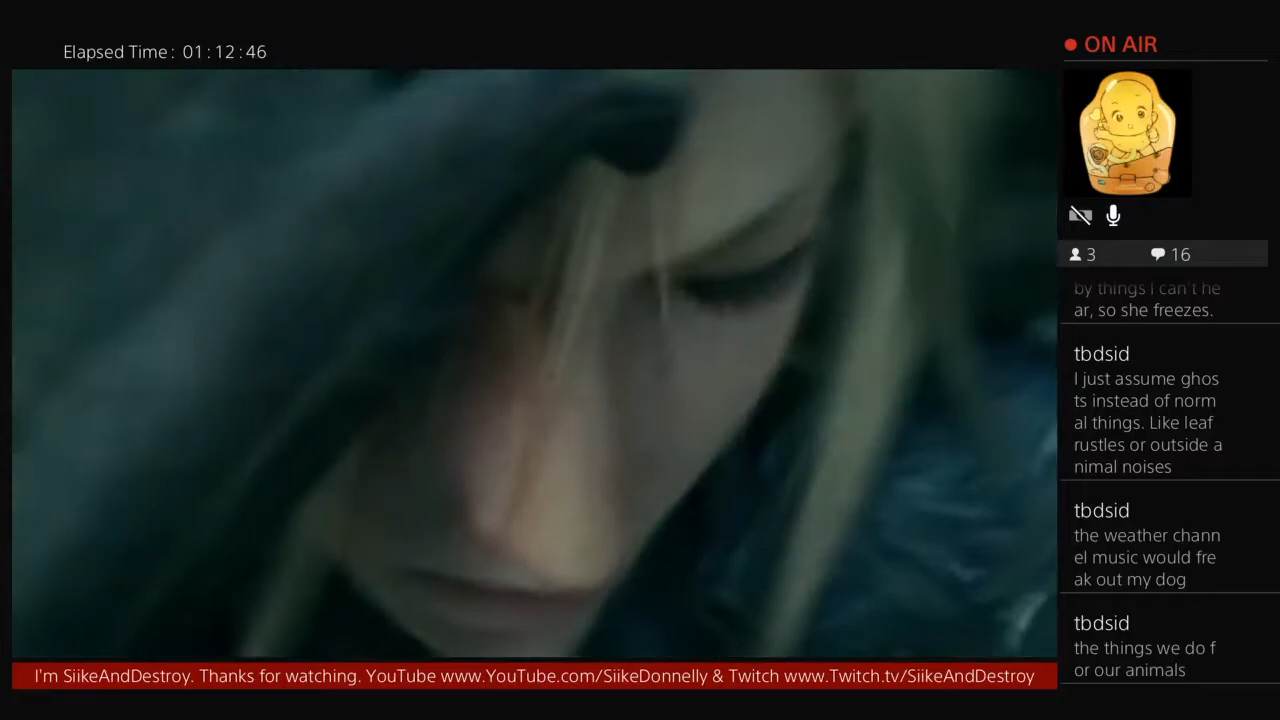 Elapsed Time: 01:12:46
ON AIR
3
16
by things I can't he
ar, so she freezes.
tbdsid
I just assume ghos
ts instead of norm
al things. Like leaf
rustles or outside a
nimal noises
tbdsid
the weather chann
el music would fre
ak out my dog
tbdsid
the things we do f
or our animals
I'm SiikeAndDestroy. Thanks for watching. YouTube www.YouTube.com/SiikeDonnelly & Twitch www.Twitch.tv/SiikeAndDestroy